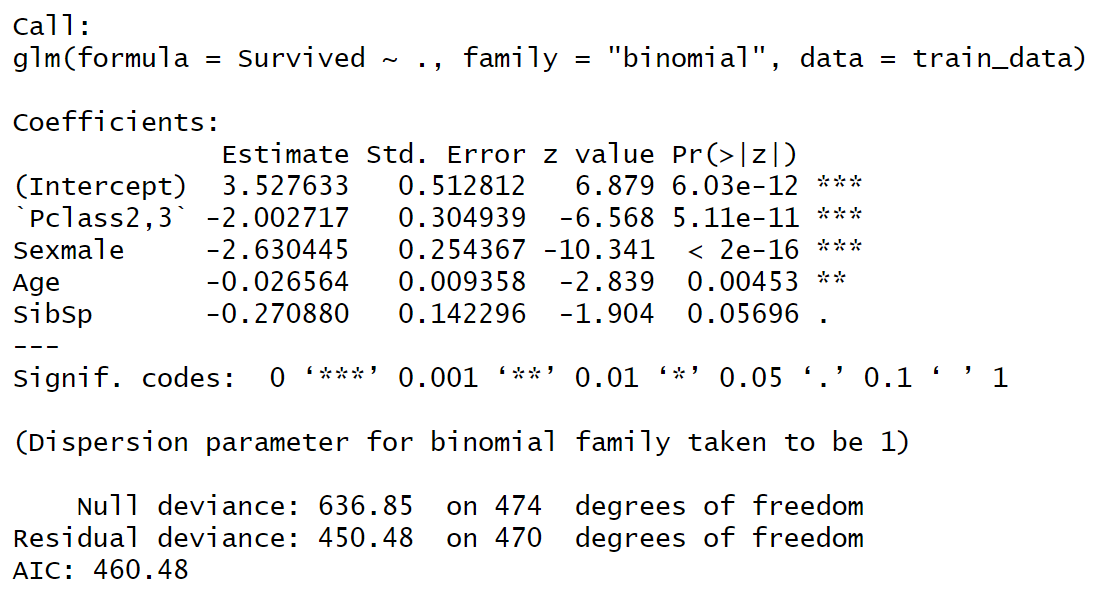 Call:
glm(formula = Survived ~ ., family = "binomial", data = train_data)
Coefficients:
Estimate Std. Error z value Pr(>|z|)
(Intercept) 3.527633 0.512812 6.879 6.03e-12 ***
`Pclass2,3` -2.002717 0.304939 -6.568 5.11e-11 ***
Sexmale -2.630445 0.254367 -10.341 < 2e-16 ***
Age -0.026564 0.009358 -2.839 0.00453 **
SibSp -0.270880 0.142296 -1.904 0.05696 .
---
Signif. codes: 0 ‘***’ 0.001 ‘**’ 0.01 ‘*’ 0.05 ‘.’ 0.1 ‘ ’ 1
(Dispersion parameter for binomial family taken to be 1)
Null deviance: 636.85 on 474 degrees of freedom
Residual deviance: 450.48 on 470 degrees of freedom
AIC: 460.48